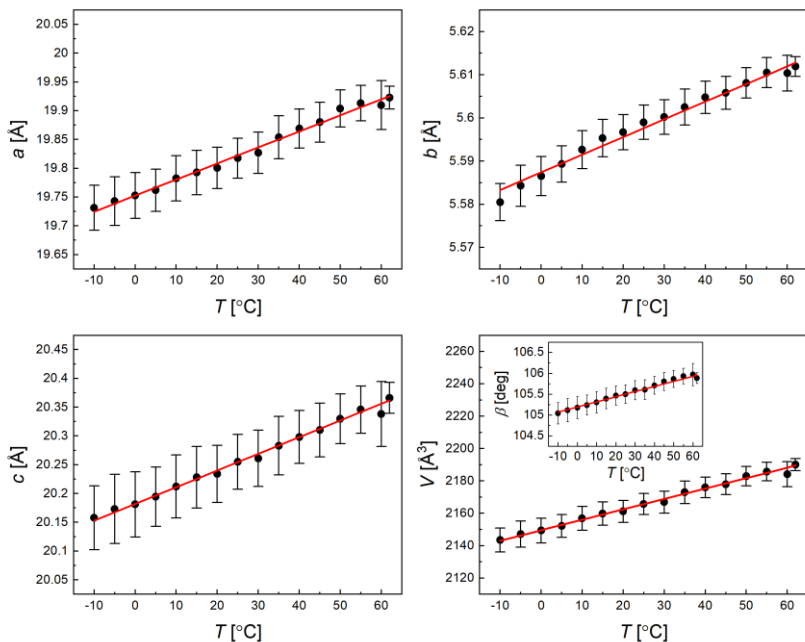 20.05
20
19.95
19.9
19.85
19.8
19.75
19.7
19.65
a [Å]
-10 0 10 20 30 40 50 60
T [°C]
5.62
5.61
5.6
5.59
5.58
5.57
b [Å]
-10 0 10 20 30 40 50 60
T [°C]
20.45
20.4
20.35
20.3
20.25
20.2
20.15
20.1
20.05
c [Å]
-10 0 10 20 30 40 50 60
T [°C]
2260
2240
2220
2200
2180
2160
2140
2120
V [Å³]
-10 0 10 20 30 40 50 60
T [°C]
106.5
106
105.5
105
104.5
β [deg]
-10 0 10 20 30 40 50 60
T [°C]